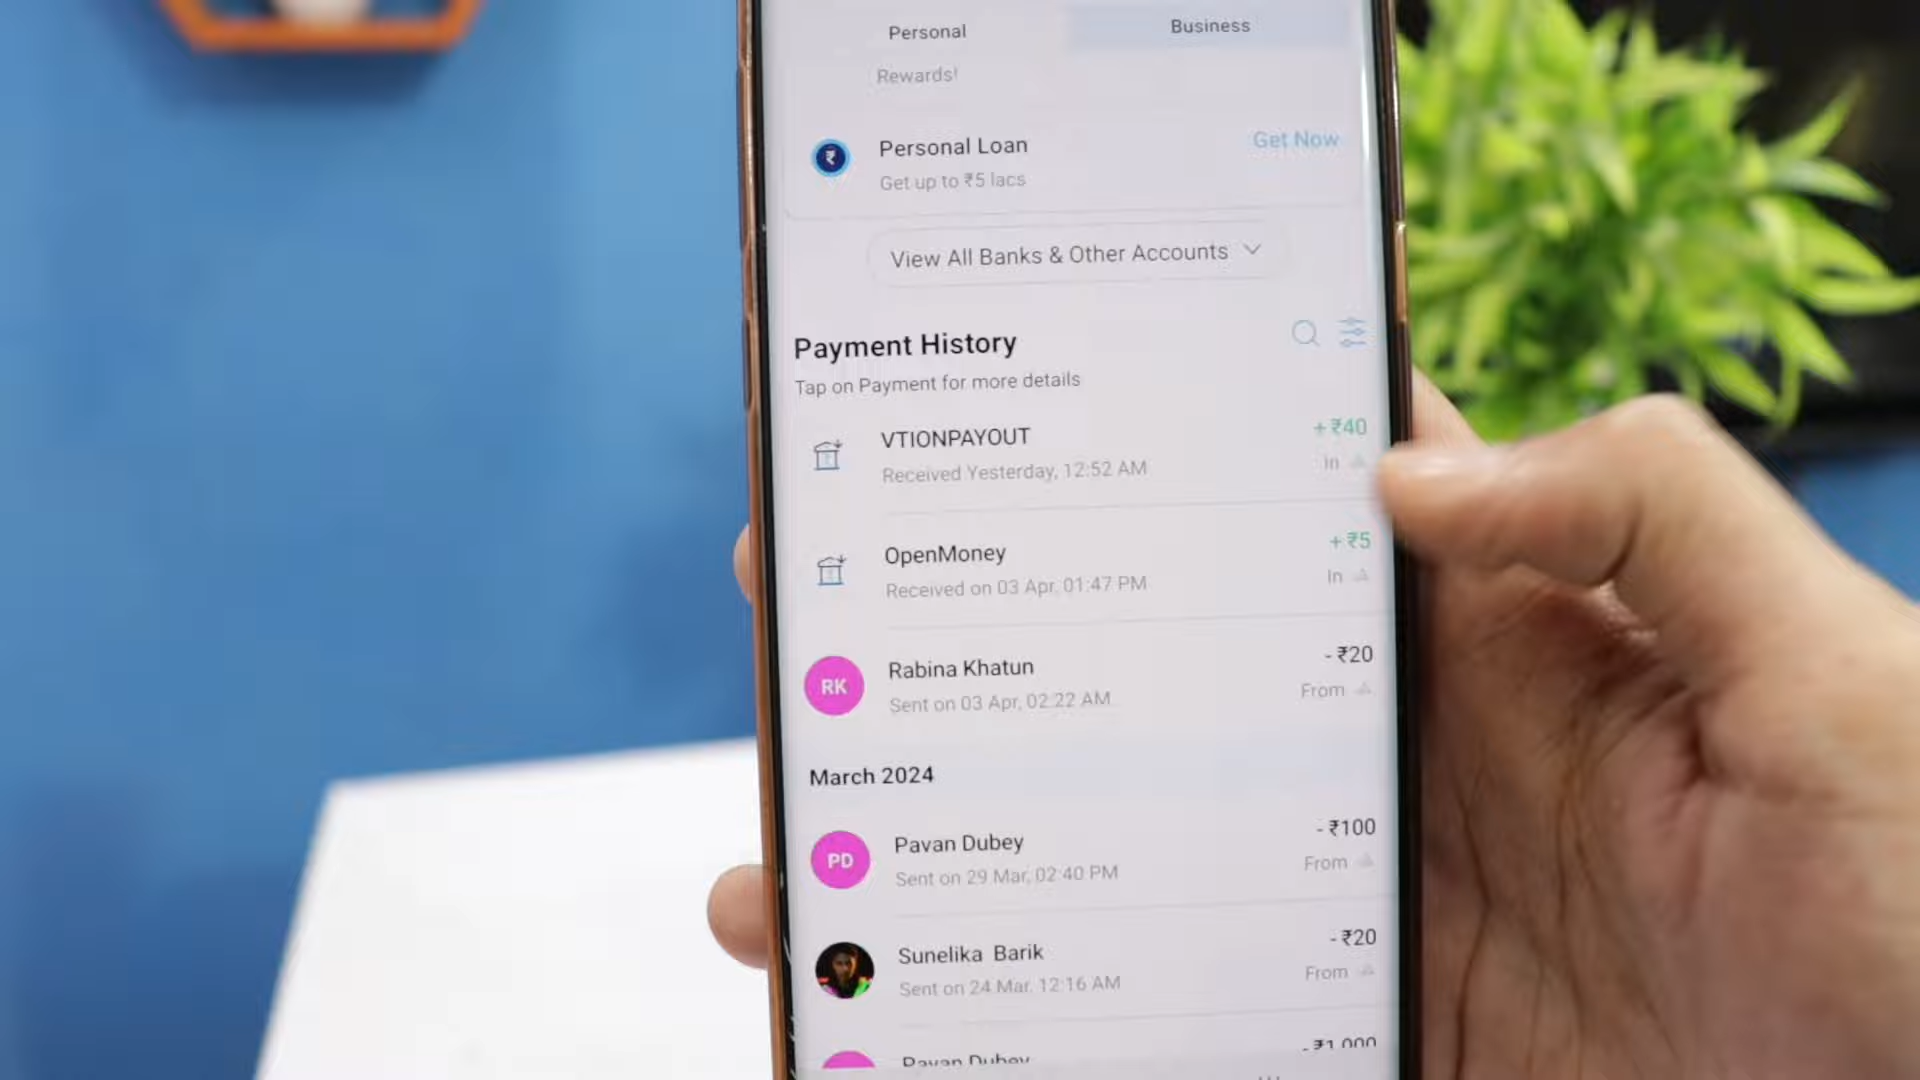 Personal Business
Rewards!
₹
Personal Loan Get Now
Get up to ₹5 lacs
View All Banks & Other Accounts
Payment History
Tap on Payment for more details
VTIONPAYOUT +₹40
Received Yesterday, 12:52 AM In
OpenMoney +₹5
Received on 03 Apr, 01:47 PM In
RK Rabina Khatun -₹20
Sent on 03 Apr, 02:22 AM From
March 2024
PD Pavan Dubey -₹100
Sent on 29 Mar, 02:40 PM From
Sunelika Barik -₹20
Sent on 24 Mar, 12:16 AM From
Pavan Dubey -₹1,000